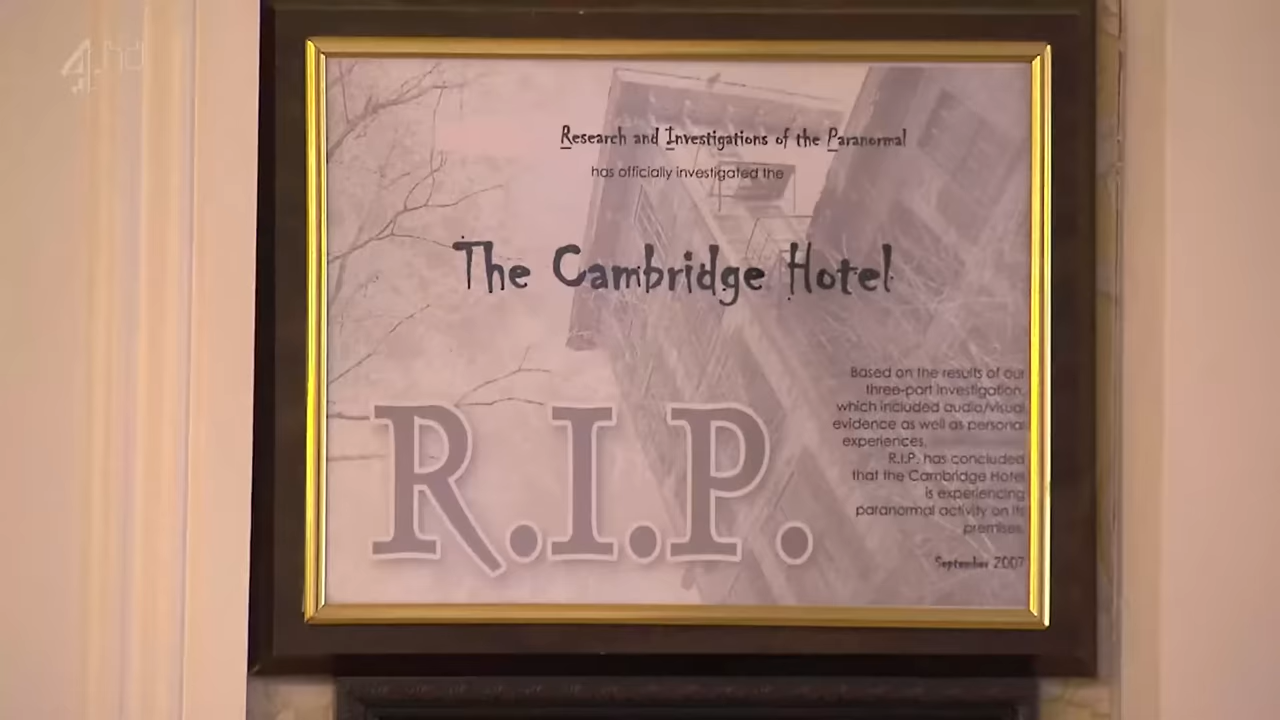 4 HD
Research and Investigations of the Paranormal
has officially investigated the
The Cambridge Hotel
R.I.P.
Based on the results of our
three-part investigation,
which included audio/visual
evidence as well as personal
experiences,
R.I.P. has concluded
that the Cambridge Hotel
is experiencing
paranormal activity on its
premises.
September 2007